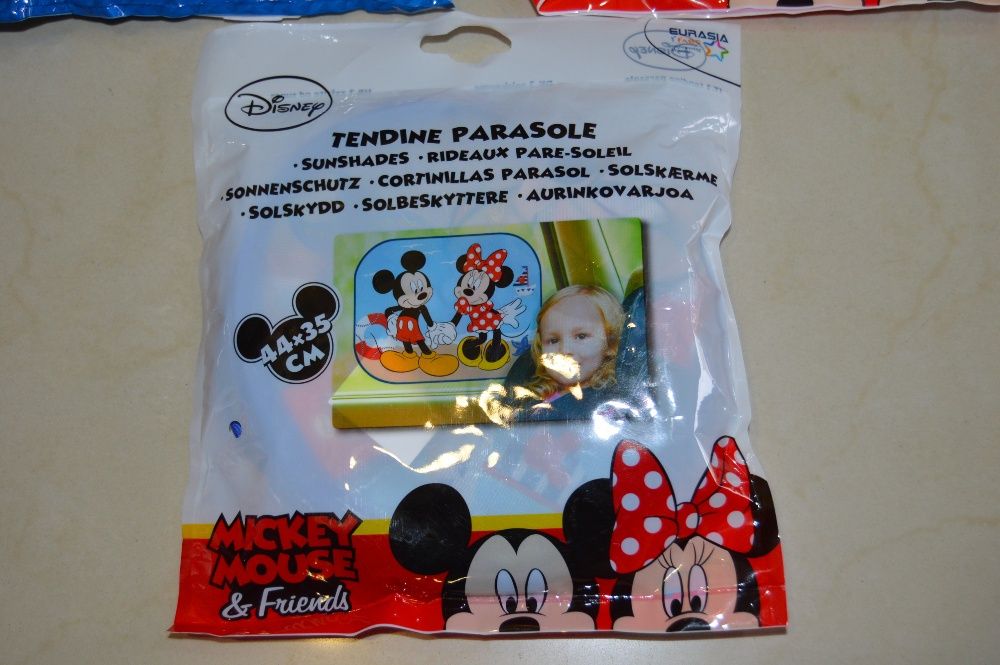 EURASIA
DISNEY
TENDINE PARASOLE
· SUNSHADES · RIDEAUX PARE-SOLEIL
· SONNENSCHUTZ · CORTINILLAS PARASOL · SOLSKÆRME
· SOLSKYDD · SOLBESKYTTERE · AURINKOVARJOA
44x35
CM
MICKEY
MOUSE
& Friends